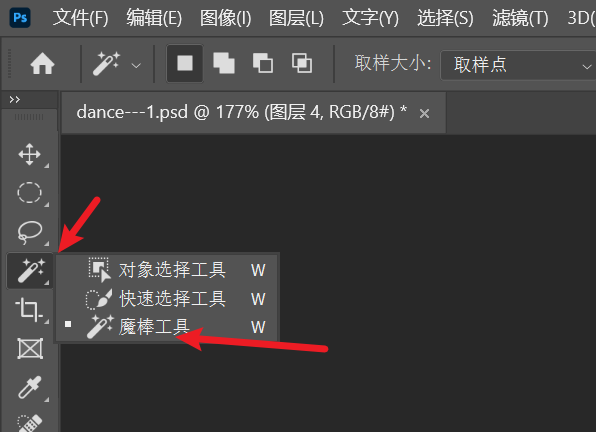 Ps 文件(F) 编辑(E) 图像(I) 图层(L) 文字(Y) 选择(S) 滤镜(T) 3D(
取样大小: 取样点
dance---1.psd @ 177% (图层 4, RGB/8#) * ×
对象选择工具 W
快速选择工具 W
魔棒工具 W